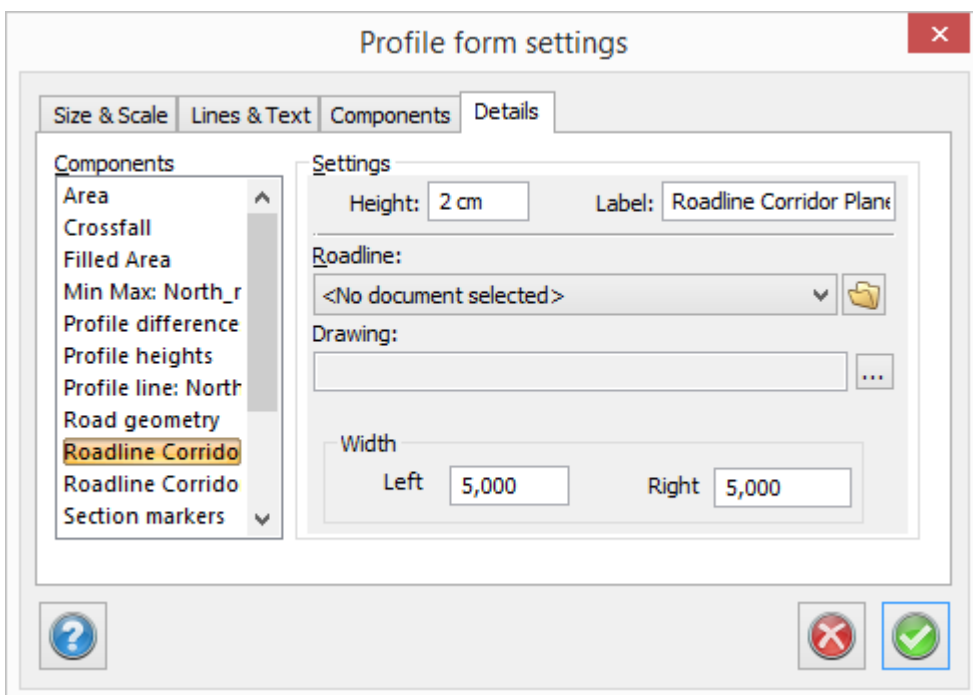 Profile form settings
Size & Scale Lines & Text Components Details
Components
Area
Crossfall
Filled Area
Min Max: North_r
Profile difference
Profile heights
Profile line: North
Road geometry
Roadline Corrido
Roadline Corrido
Section markers
Settings
Height: 2 cm Label: Roadline Corridor Plane
Roadline:
<No document selected>
Drawing:
...
Width
Left 5,000 Right 5,000